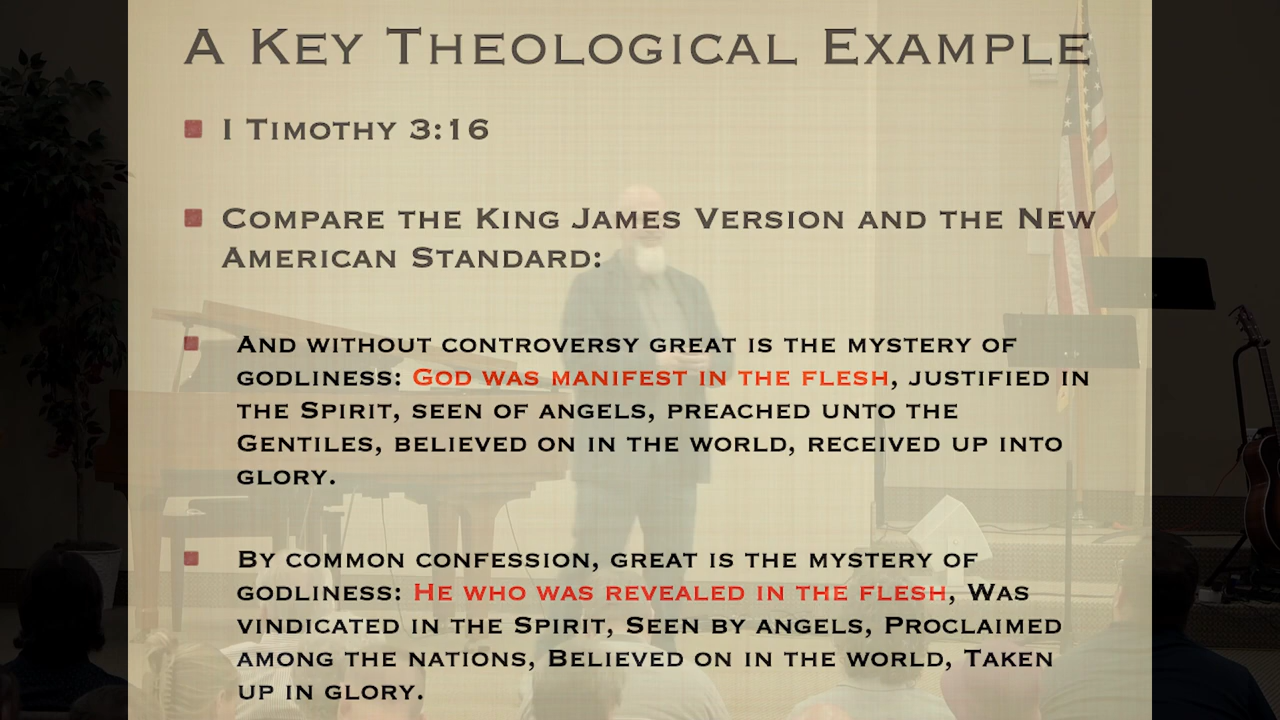 A Key Theological Example
I Timothy 3:16
Compare the King James Version and the New
American Standard:
And without controversy great is the mystery of
godliness: God was manifest in the flesh, justified in
the Spirit, seen of angels, preached unto the
Gentiles, believed on in the world, received up into
glory.
By common confession, great is the mystery of
godliness: He who was revealed in the flesh, Was
vindicated in the Spirit, Seen by angels, Proclaimed
among the nations, Believed on in the world, Taken
up in glory.